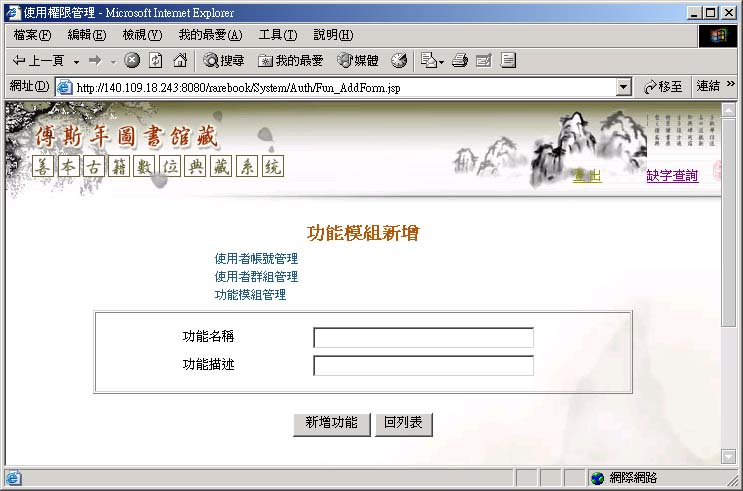 使用權限管理 - Microsoft Internet Explorer
檔案(F) 編輯(E) 檢視(V) 我的最愛(A) 工具(T) 說明(H)
上一頁 搜尋 我的最愛 媒體
網址(D) http://140.109.18.243:8080/rarebook/System/Auth/Fun_AddForm.jsp 移至 連結 »
傅斯年圖書館藏
善本古籍數位典藏系統
登出 缺字查詢
功能模組新增
使用者帳號管理
使用者群組管理
功能模組管理
功能名稱
功能描述
新增功能 回列表
網際網路